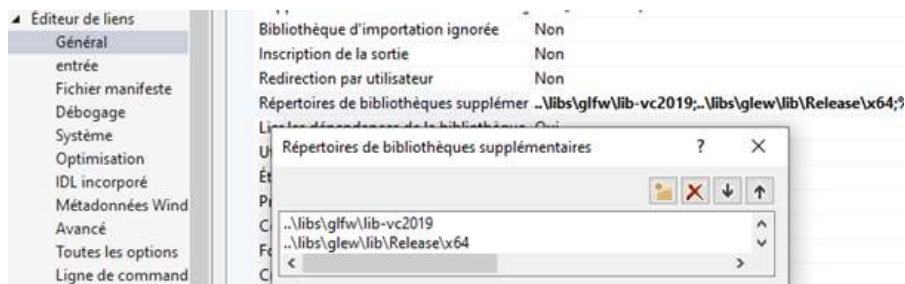 Éditeur de liens
Général
entrée
Fichier manifeste
Débogage
Système
Optimisation
IDL incorporé
Métadonnées Wind
Avancé
Toutes les options
Ligne de command
Bibliothèque d'importation ignorée Non
Inscription de la sortie Non
Redirection par utilisateur Non
Répertoires de bibliothèques supplémer ..\libs\glfw\lib-vc2019;..\libs\glew\lib\Release\x64;%
Répertoires de bibliothèques supplémentaires ? ×
..\libs\glfw\lib-vc2019
..\libs\glew\lib\Release\x64